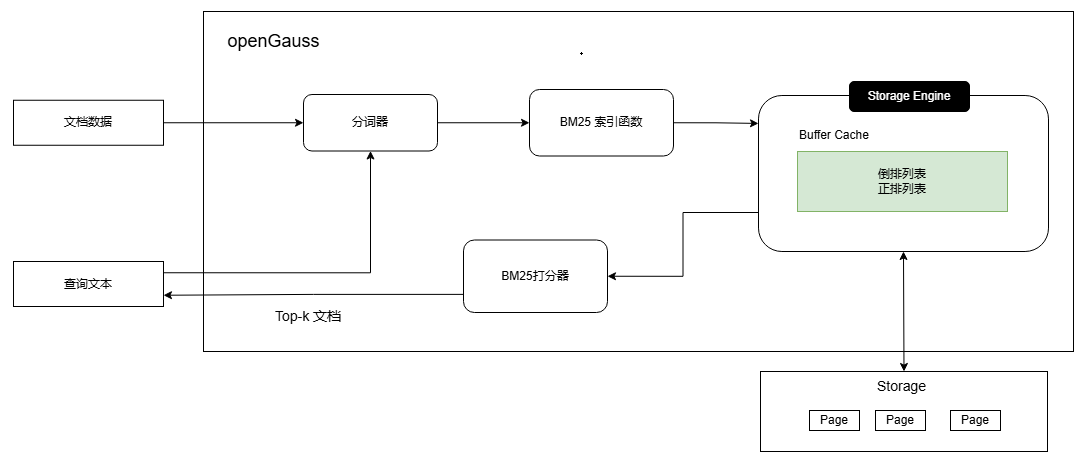 openGauss
Storage Engine
文档数据
分词器
BM25 索引函数
Buffer Cache
倒排列表
正排列表
查询文本
BM25打分器
Top-k 文档
Storage
Page
Page
Page